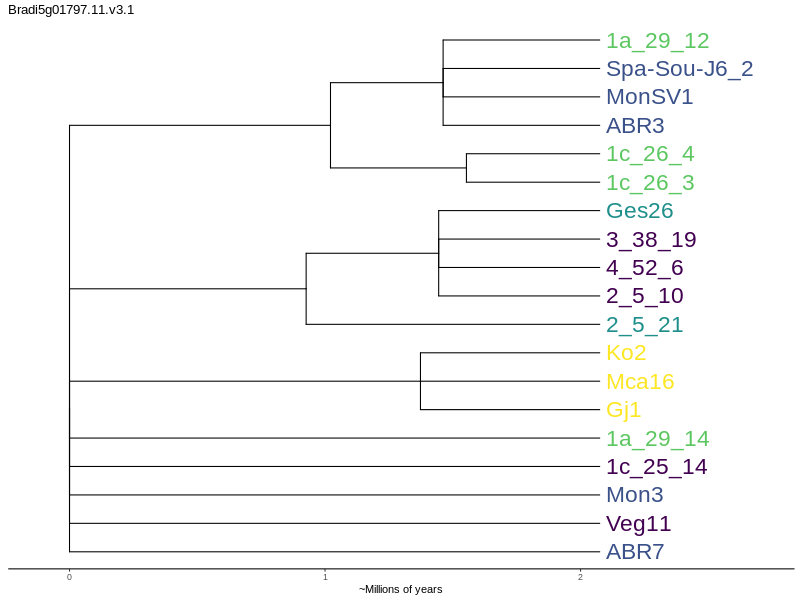 Bradi5g01797.11.v3.1
1a_29_12
Spa-Sou-J6_2
MonSV1
ABR3
1c_26_4
1c_26_3
Ges26
3_38_19
4_52_6
2_5_10
2_5_21
Ko2
Mca16
Gj1
1a_29_14
1c_25_14
Mon3
Veg11
ABR7
0 1 2
~Millions of years